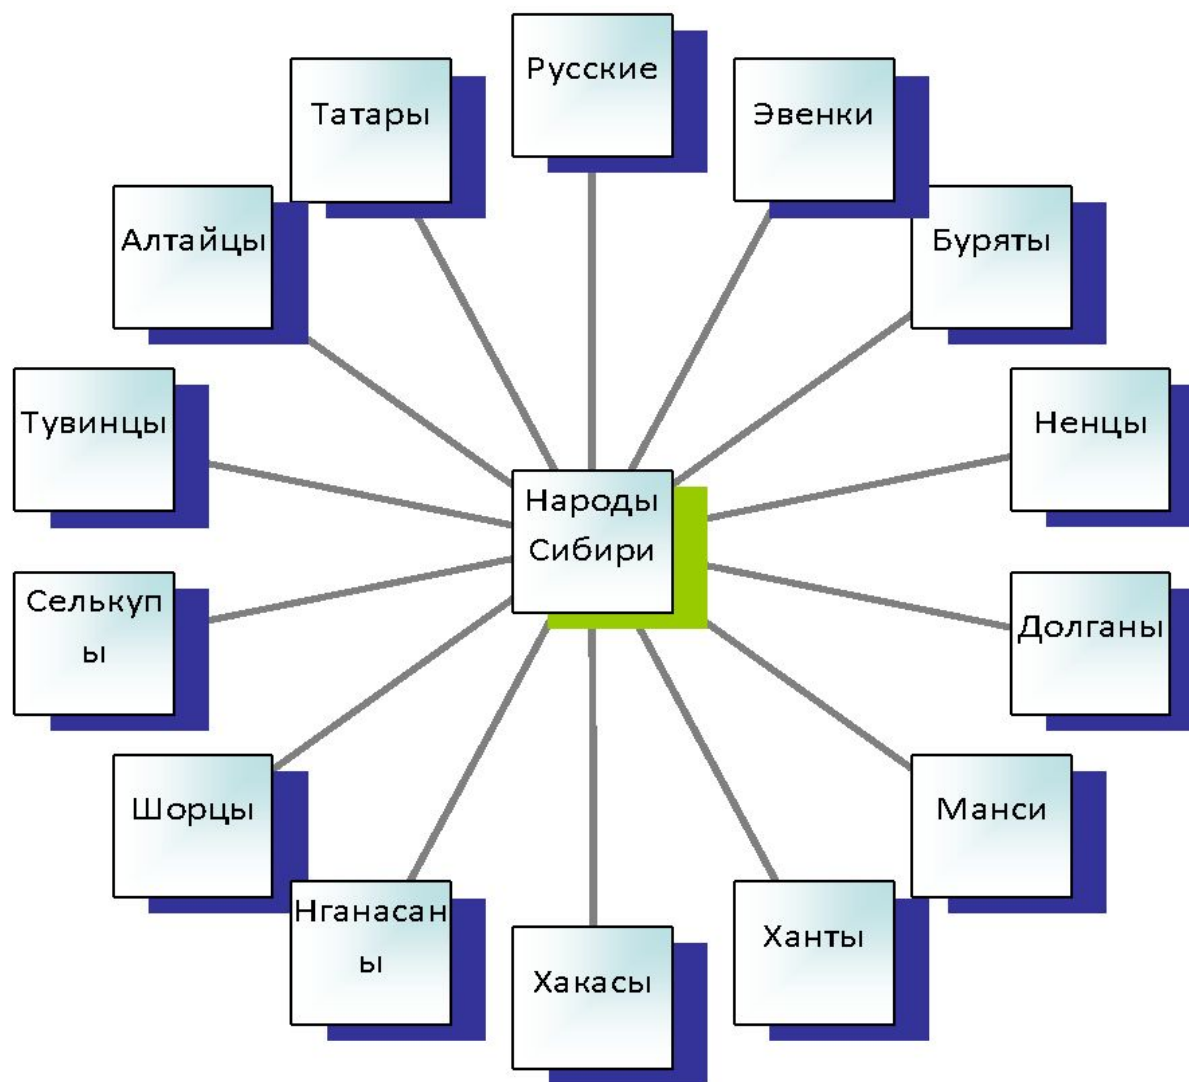 Русские
Татары
Эвенки
Алтайцы
Буряты
Тувинцы
Ненцы
Народы
Сибири
Селькуп
ы
Долганы
Шорцы
Манси
Нганасан
ы
Ханты
Хакасы